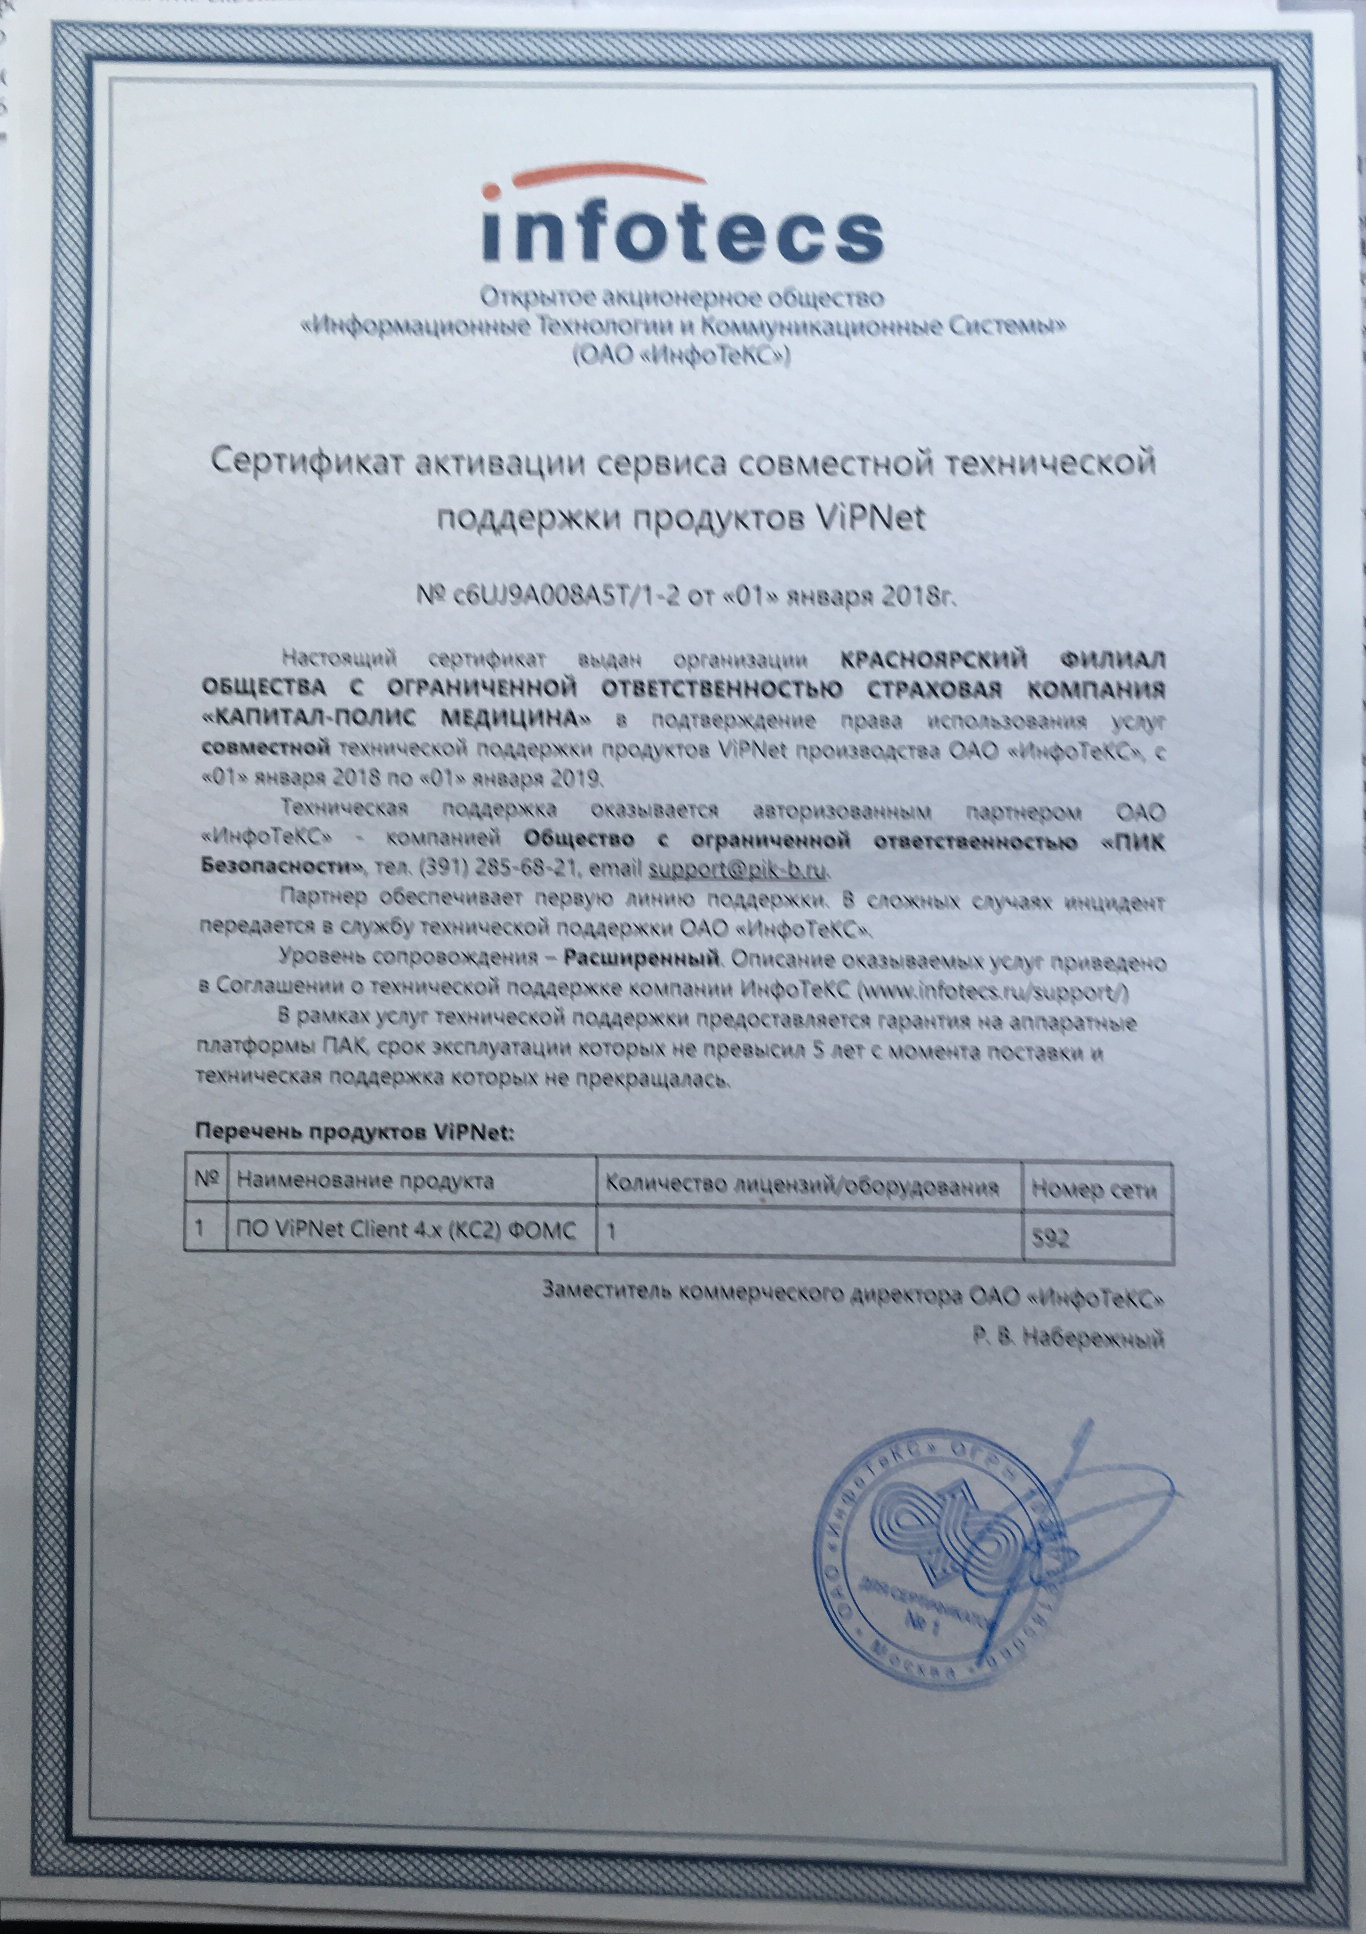 infotecs
Открытое акционерное общество
«Информационные Технологии и Коммуникационные Системы»
(ОАО «ИнфоТеКС»)
Сертификат активации сервиса совместной технической
поддержки продуктов ViPNet
№ c6UJ9A008A5T/1-2 от «01» января 2018г.
Настоящий сертификат выдан организации КРАСНОЯРСКИЙ ФИЛИАЛ
ОБЩЕСТВА С ОГРАНИЧЕННОЙ ОТВЕТСТВЕННОСТЬЮ СТРАХОВАЯ КОМПАНИЯ
«КАПИТАЛ-ПОЛИС МЕДИЦИНА» в подтверждение права использования услуг
совместной технической поддержки продуктов ViPNet производства ОАО «ИнфоТеКС», с
«01» января 2018 по «01» января 2019.
Техническая поддержка оказывается авторизованным партнером ОАО
«ИнфоТеКС» - компанией Общество с ограниченной ответственностью «ПИК
Безопасности», тел. (391) 285-68-21, email support@pik-b.ru.
Партнер обеспечивает первую линию поддержки. В сложных случаях инцидент
передается в службу технической поддержки ОАО «ИнфоТеКС».
Уровень сопровождения – Расширенный. Описание оказываемых услуг приведено
в Соглашении о технической поддержке компании ИнфоТеКС (www.infotecs.ru/support/)
В рамках услуг технической поддержки предоставляется гарантия на аппаратные
платформы ПАК, срок эксплуатации которых не превысил 5 лет с момента поставки и
техническая поддержка которых не прекращалась.
Перечень продуктов ViPNet:
№ Наименование продукта Количество лицензий/оборудования Номер сети
1 ПО ViPNet Client 4.x (КС2) ФОМС 1 592
Заместитель коммерческого директора ОАО «ИнфоТеКС»
Р. В. Набережный
ОАО «ИнфоТеКС» ОГРН
ДЛЯ СЕРТИФИКАТОВ
№ 1
Москва